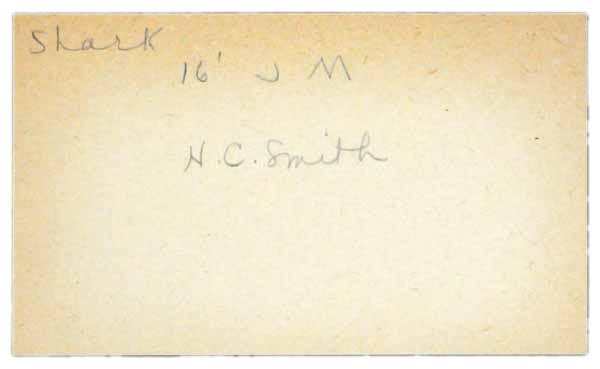 Shark
16' J M
H. C. Smith